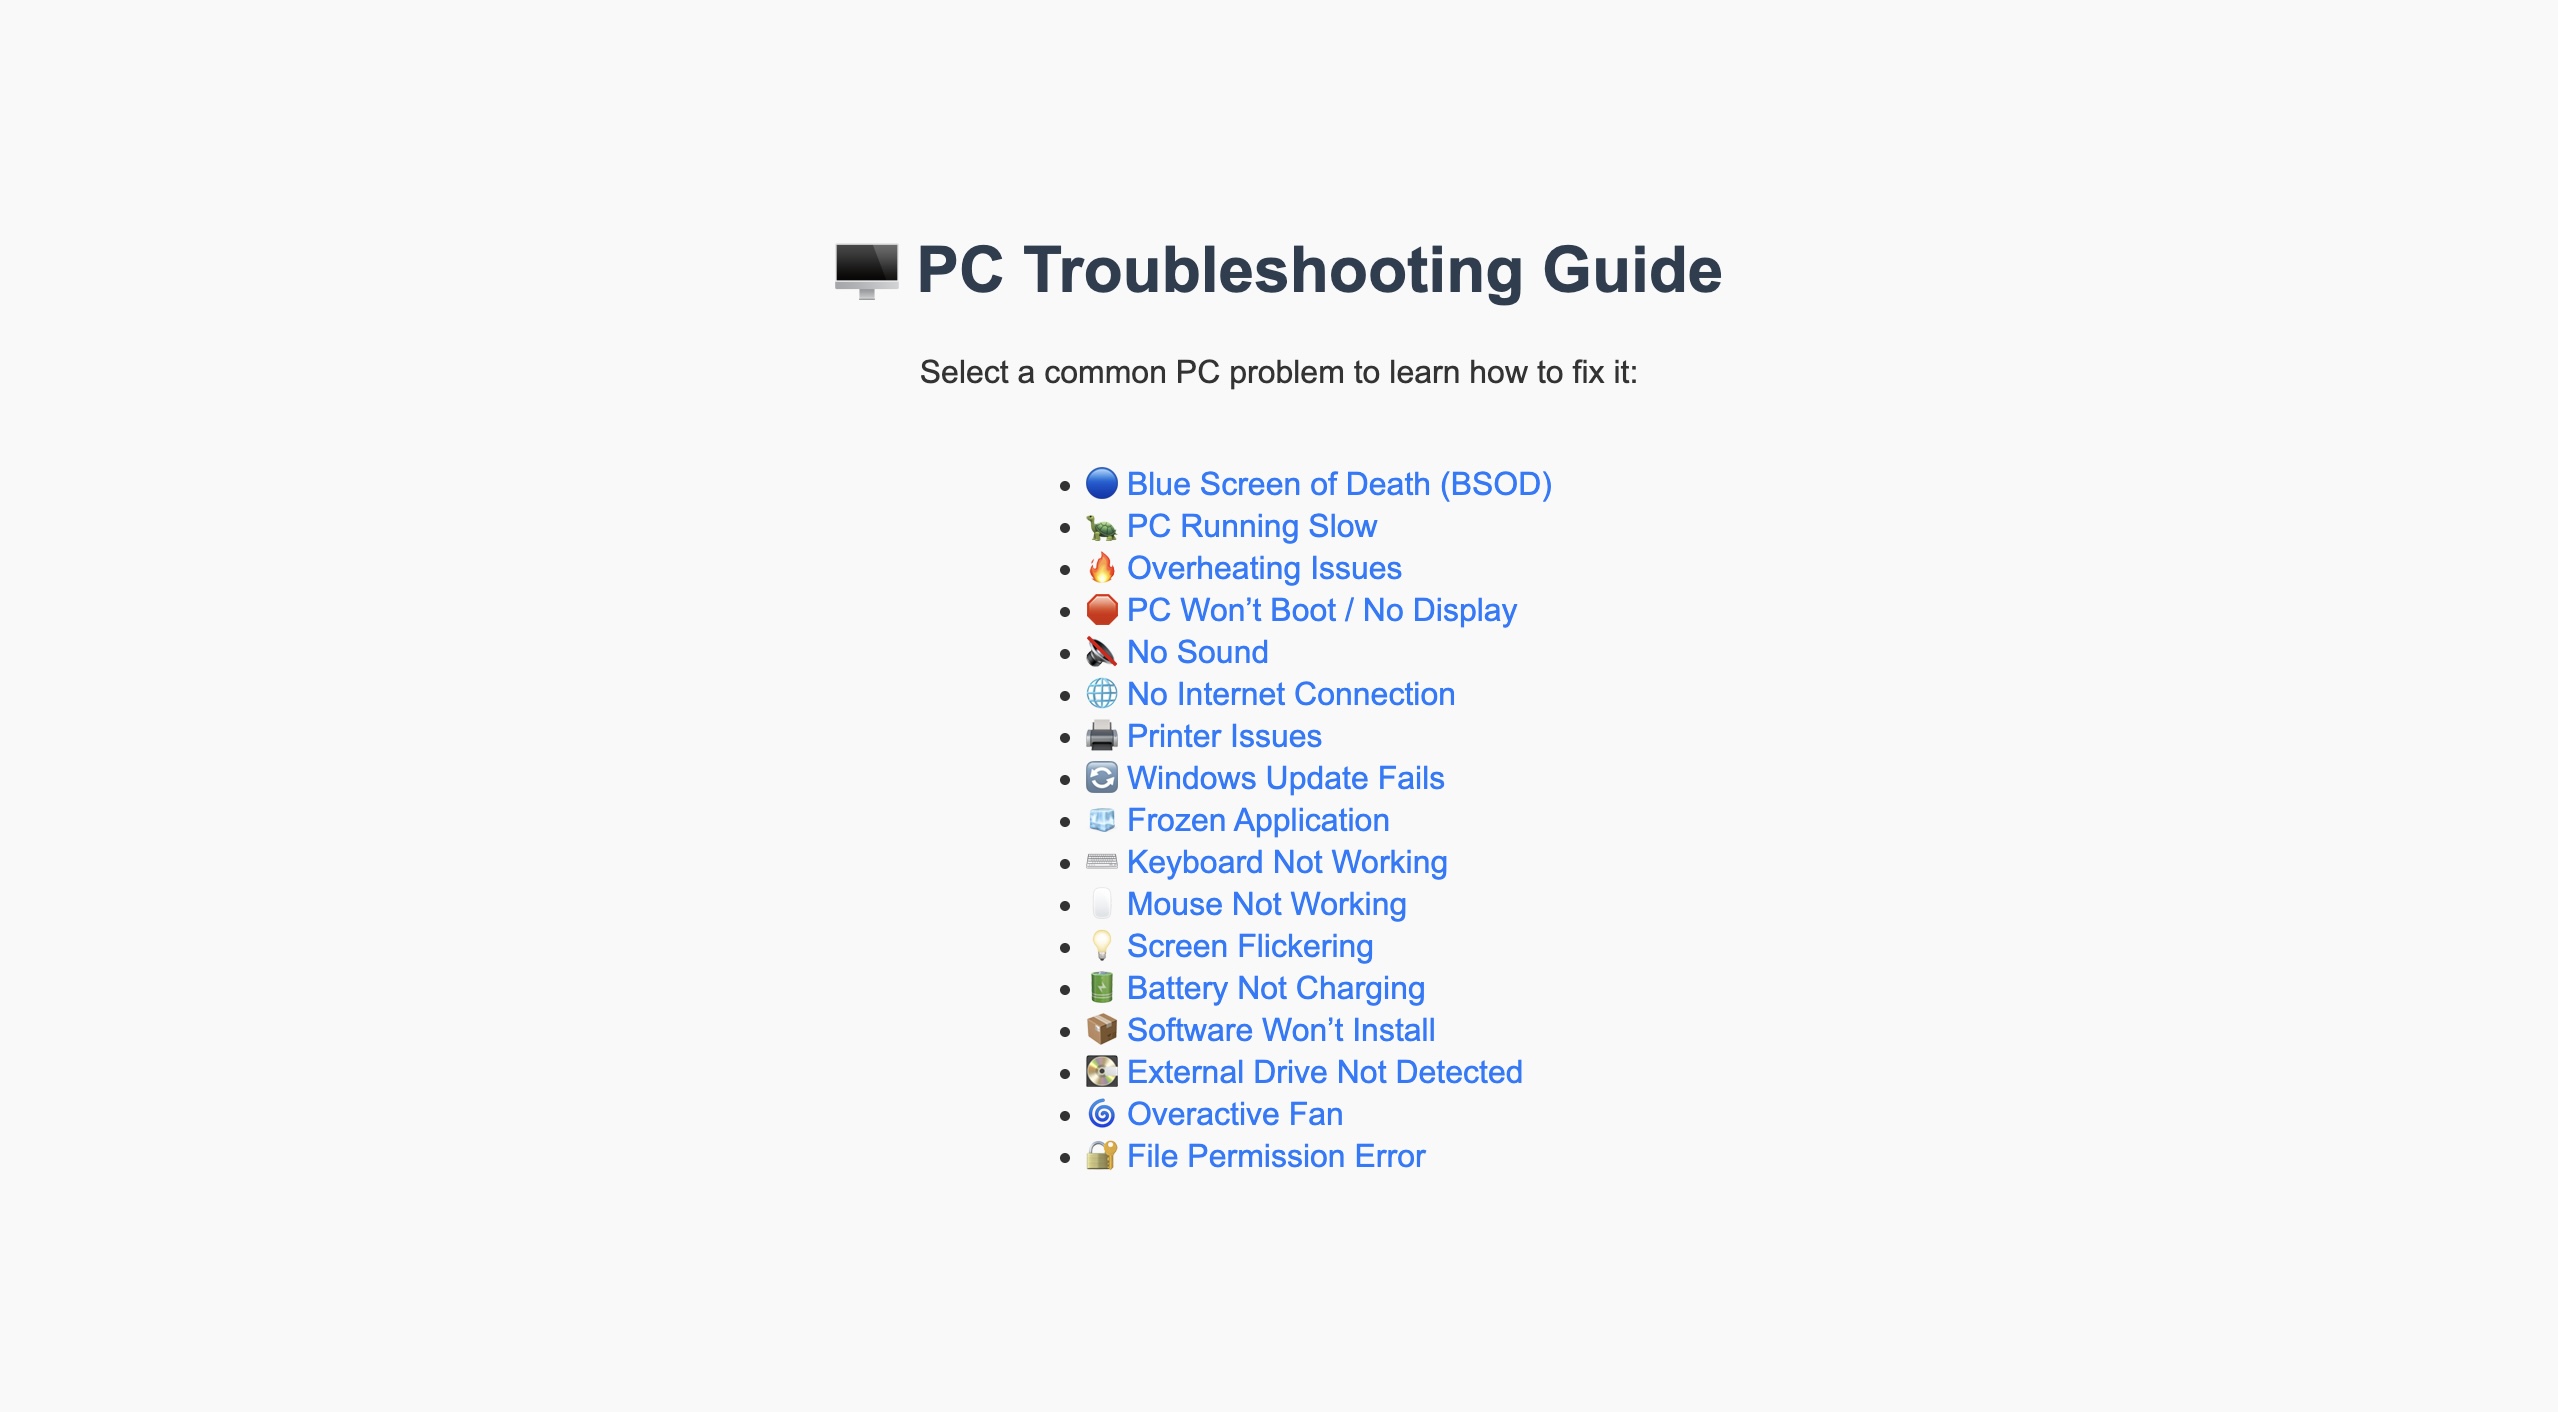 PC Troubleshooting Guide
Select a common PC problem to learn how to fix it:
Blue Screen of Death (BSOD)
PC Running Slow
Overheating Issues
PC Won’t Boot / No Display
No Sound
No Internet Connection
Printer Issues
Windows Update Fails
Frozen Application
Keyboard Not Working
Mouse Not Working
Screen Flickering
Battery Not Charging
Software Won’t Install
External Drive Not Detected
Overactive Fan
File Permission Error